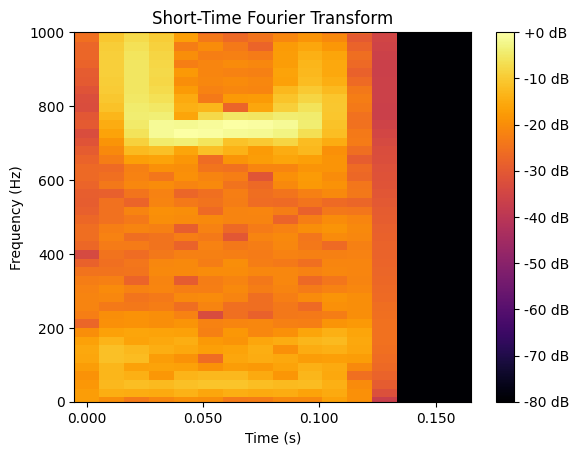 Short-Time Fourier Transform
1000
800
600
400
200
0
Frequency (Hz)
0.000
0.050
0.100
0.150
Time (s)
+0 dB
-10 dB
-20 dB
-30 dB
-40 dB
-50 dB
-60 dB
-70 dB
-80 dB